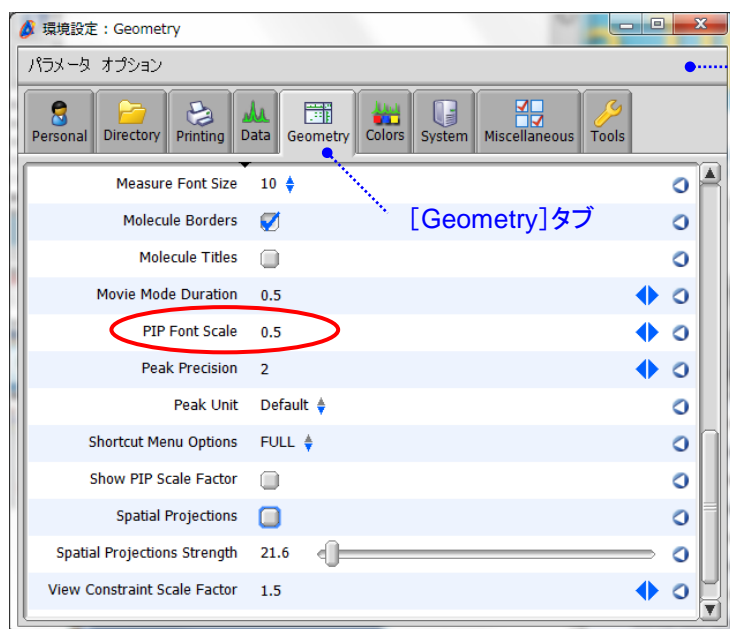 環境設定：Geometry
パラメータ オプション
Personal Directory Printing Data Geometry Colors System Miscellaneous Tools
Measure Font Size 10
[Geometry]タブ
Molecule Borders
Molecule Titles
Movie Mode Duration 0.5
PIP Font Scale 0.5
Peak Precision 2
Peak Unit Default
Shortcut Menu Options FULL
Show PIP Scale Factor
Spatial Projections
Spatial Projections Strength 21.6
View Constraint Scale Factor 1.5